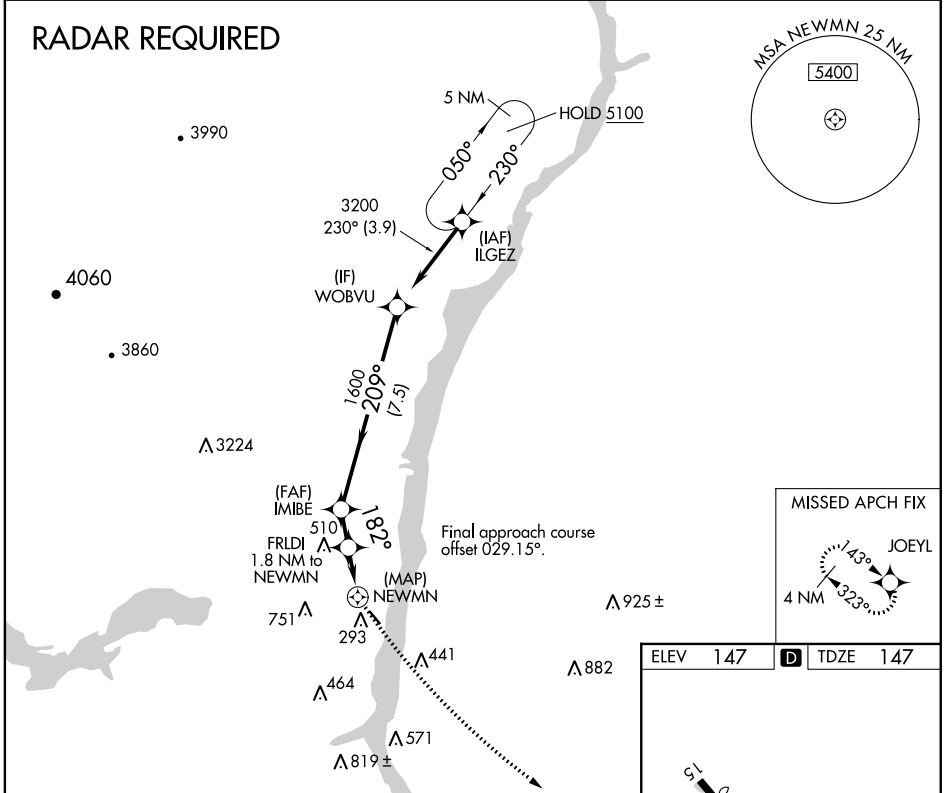 RADAR REQUIRED
MSA NEWMN 25 NM
5400
5 NM
HOLD 5100
3990
050°
230°
3200
230° (3.9)
(IAF)
ILGEZ
(IF)
WOBVU
4060
3860
1600
209°
(7.5)
3224
(FAF)
IMIBE
182°
510
FRLDI
1.8 NM to
NEWMN
Final approach course
offset 029.15°.
(MAP)
NEWMN
MISSED APCH FIX
JOEYL
143°
323°
4 NM
751
293
925 ±
441
882
464
571
819 ±
ELEV 147 D TDZE 147
15